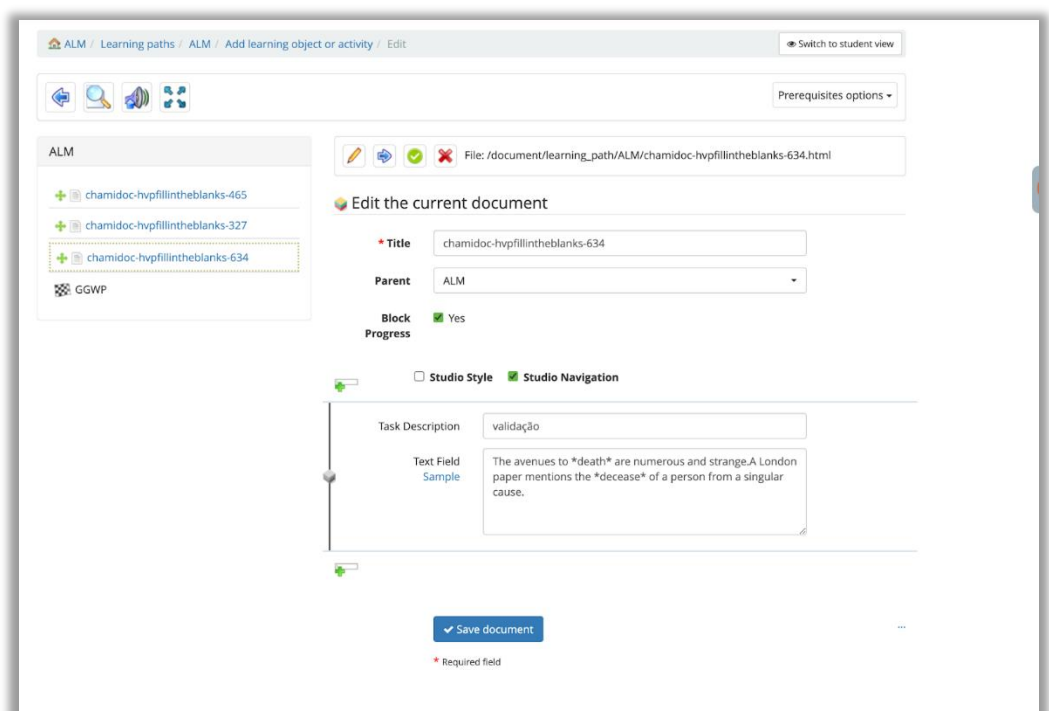 ALM / Learning paths / ALM / Add learning object or activity / Edit
Switch to student view
Prerequisites options
ALM
chamidoc-hvpfillintheblanks-465
chamidoc-hvpfillintheblanks-327
chamidoc-hvpfillintheblanks-634
GGWP
File: /document/learning_path/ALM/chamidoc-hvpfillintheblanks-634.html
Edit the current document
* Title chamidoc-hvpfillintheblanks-634
Parent ALM
Block Yes
Progress
Studio Style Studio Navigation
Task Description validação
Text Field
Sample
The avenues to *death* are numerous and strange.A London
paper mentions the *decease* of a person from a singular
cause.
Save document
...
* Required field